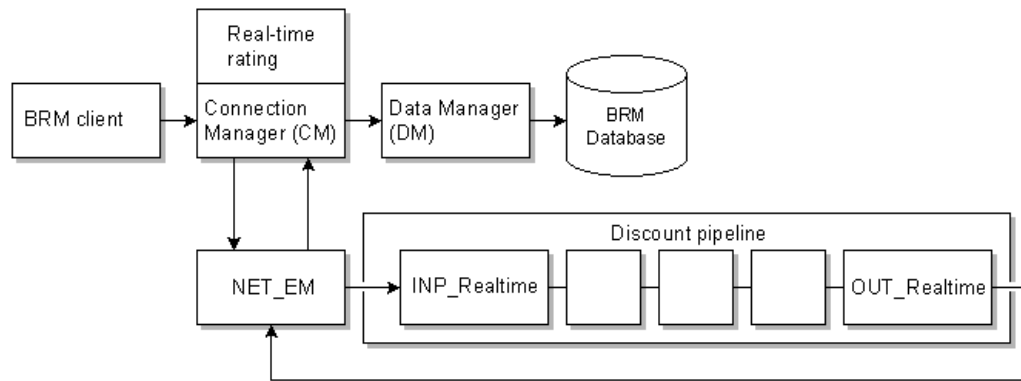 Real-time
rating
BRM client
Connection
Manager (CM)
Data Manager
(DM)
BRM
Database
Discount pipeline
NET_EM
INP_Realtime
OUT_Realtime